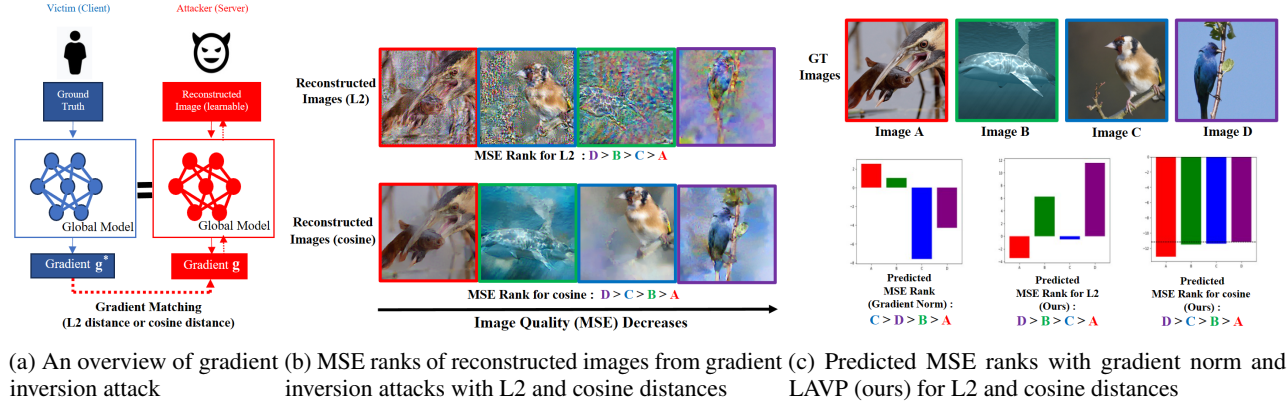 Victim (Client)
Attacker (Server)
Ground
Truth
Reconstructed
Image (learnable)
Global Model
Global Model
Gradient g*
Gradient g
Gradient Matching
(L2 distance or cosine distance)
(a) An overview of gradient
inversion attack
Reconstructed
Images (L2)
MSE Rank for L2 : D > B > C > A
Reconstructed
Images (cosine)
MSE Rank for cosine : D > C > B > A
Image Quality (MSE) Decreases
(b) MSE ranks of reconstructed images from gradient
inversion attacks with L2 and cosine distances
GT
Images
Image A
Image B
Image C
Image D
A B C D
Predicted
MSE Rank
(Gradient Norm) :
C > D > B > A
A B C D
Predicted
MSE Rank for L2
(Ours) :
D > B > C > A
A B C D
Predicted
MSE Rank for cosine
(Ours) :
D > C > B > A
(c) Predicted MSE ranks with gradient norm and
LAVP (ours) for L2 and cosine distances